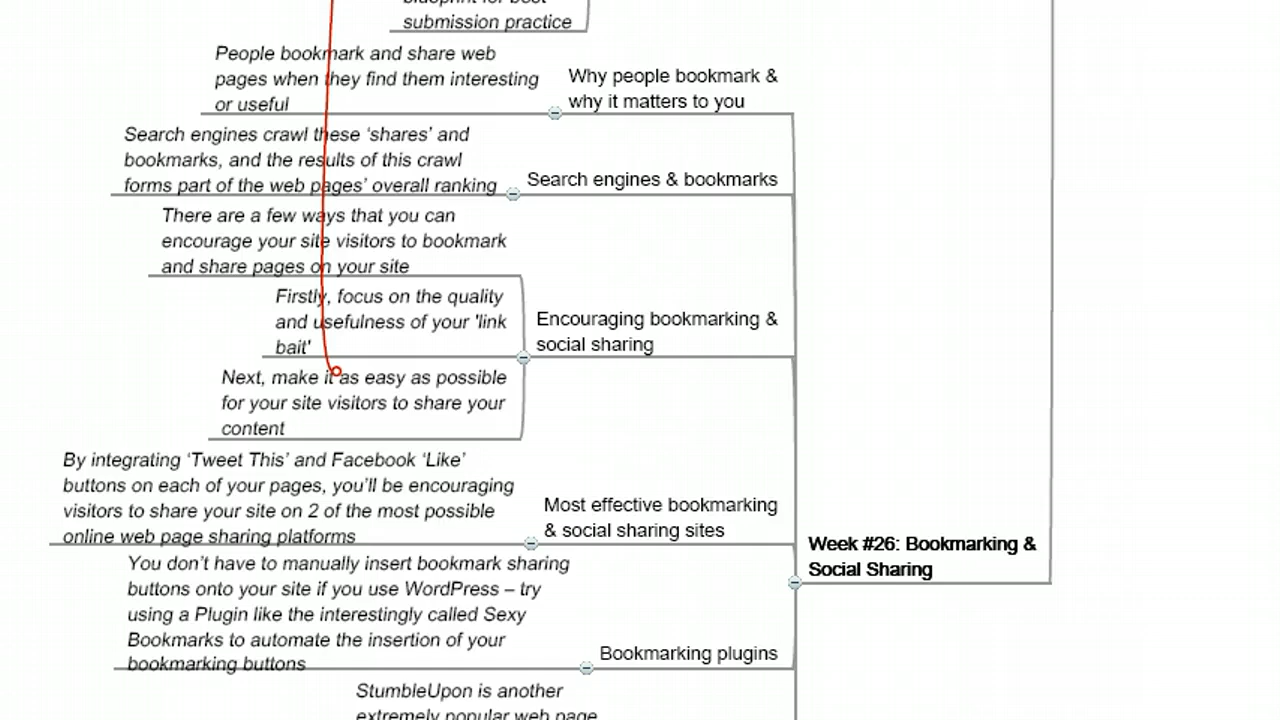 blueprint for best
submission practice
People bookmark and share web
pages when they find them interesting
or useful
Why people bookmark &
why it matters to you
Search engines crawl these ‘shares’ and
bookmarks, and the results of this crawl
forms part of the web pages’ overall ranking
Search engines & bookmarks
There are a few ways that you can
encourage your site visitors to bookmark
and share pages on your site
Firstly, focus on the quality
and usefulness of your 'link
bait'
Next, make it as easy as possible
for your site visitors to share your
content
Encouraging bookmarking &
social sharing
By integrating ‘Tweet This’ and Facebook ‘Like’
buttons on each of your pages, you’ll be encouraging
visitors to share your site on 2 of the most possible
online web page sharing platforms
Most effective bookmarking
& social sharing sites
Week #26: Bookmarking &
Social Sharing
You don’t have to manually insert bookmark sharing
buttons onto your site if you use WordPress – try
using a Plugin like the interestingly called Sexy
Bookmarks to automate the insertion of your
bookmarking buttons
Bookmarking plugins
StumbleUpon is another
extremely popular web page